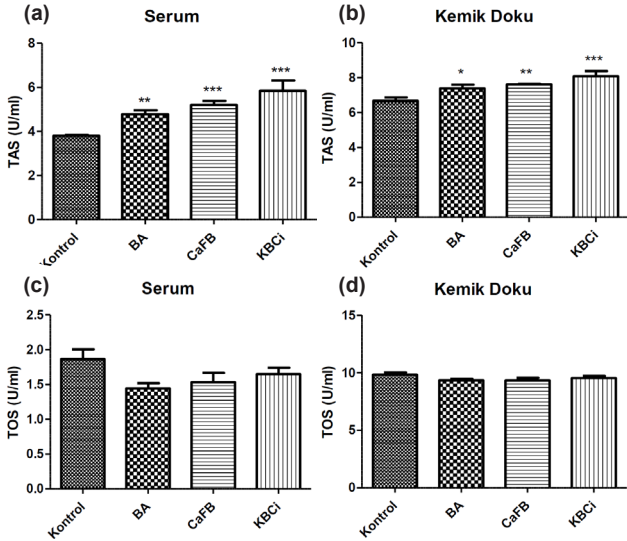 (a) Serum
TAS (U/ml)
8
6
4
2
0
** *** ***
Kontrol BA CaFB KBCi
(b) Kemik Doku
TAS (U/ml)
10
8
6
4
2
0
* ** ***
Kontrol BA CaFB KBCi
(c) Serum
TOS (U/ml)
2.5
2.0
1.5
1.0
0.5
0.0
Kontrol BA CaFB KBCi
(d) Kemik Doku
TOS (U/ml)
15
10
5
0
Kontrol BA CaFB KBCi